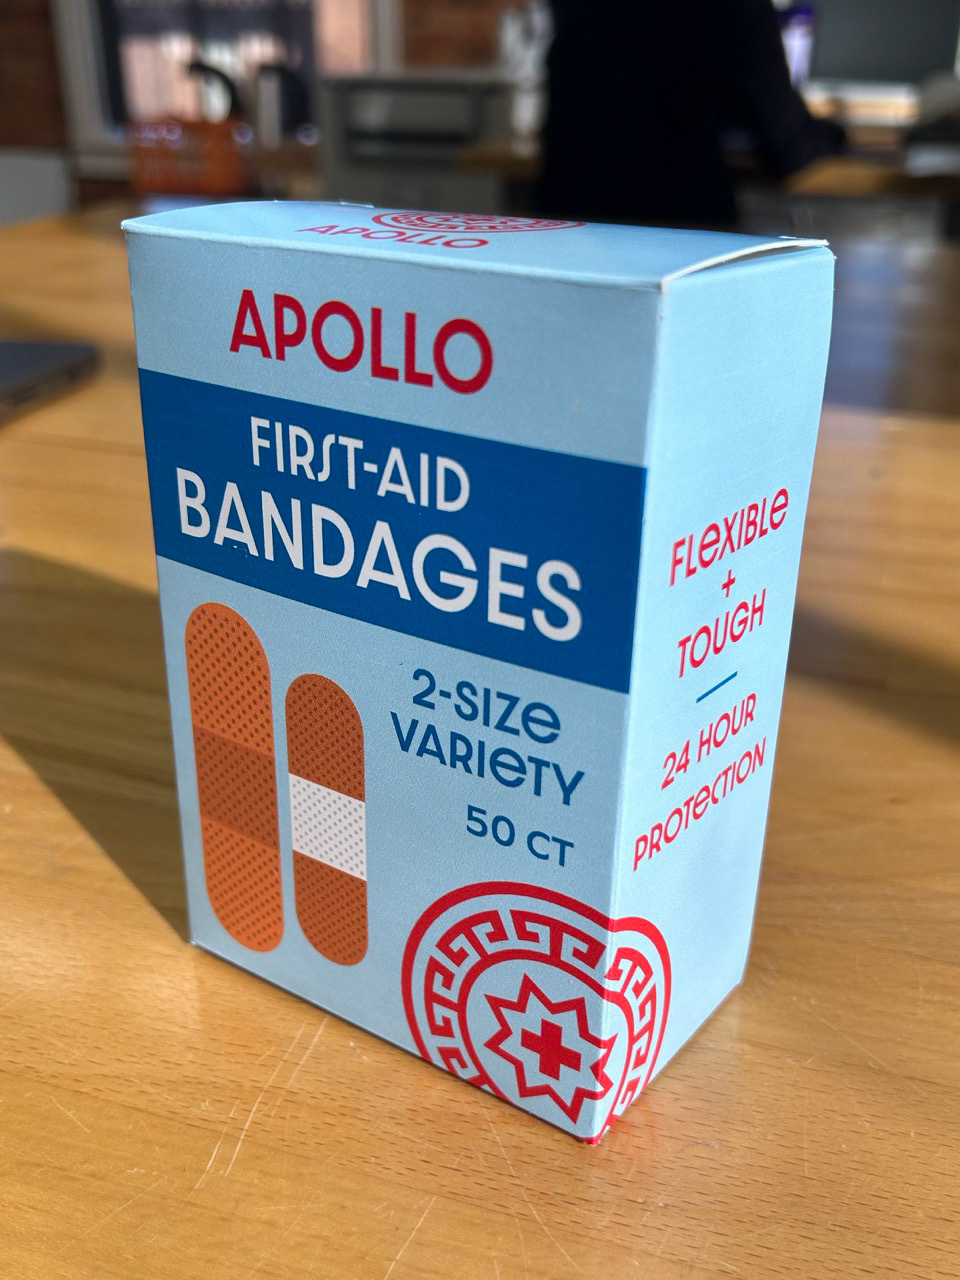 APOLLO
APOLLO
FIRST-AID
BANDAGES
2-SIZE
VARIETY
50 CT
FLEXIBLE
+
TOUGH
24 HOUR
PROTECTION